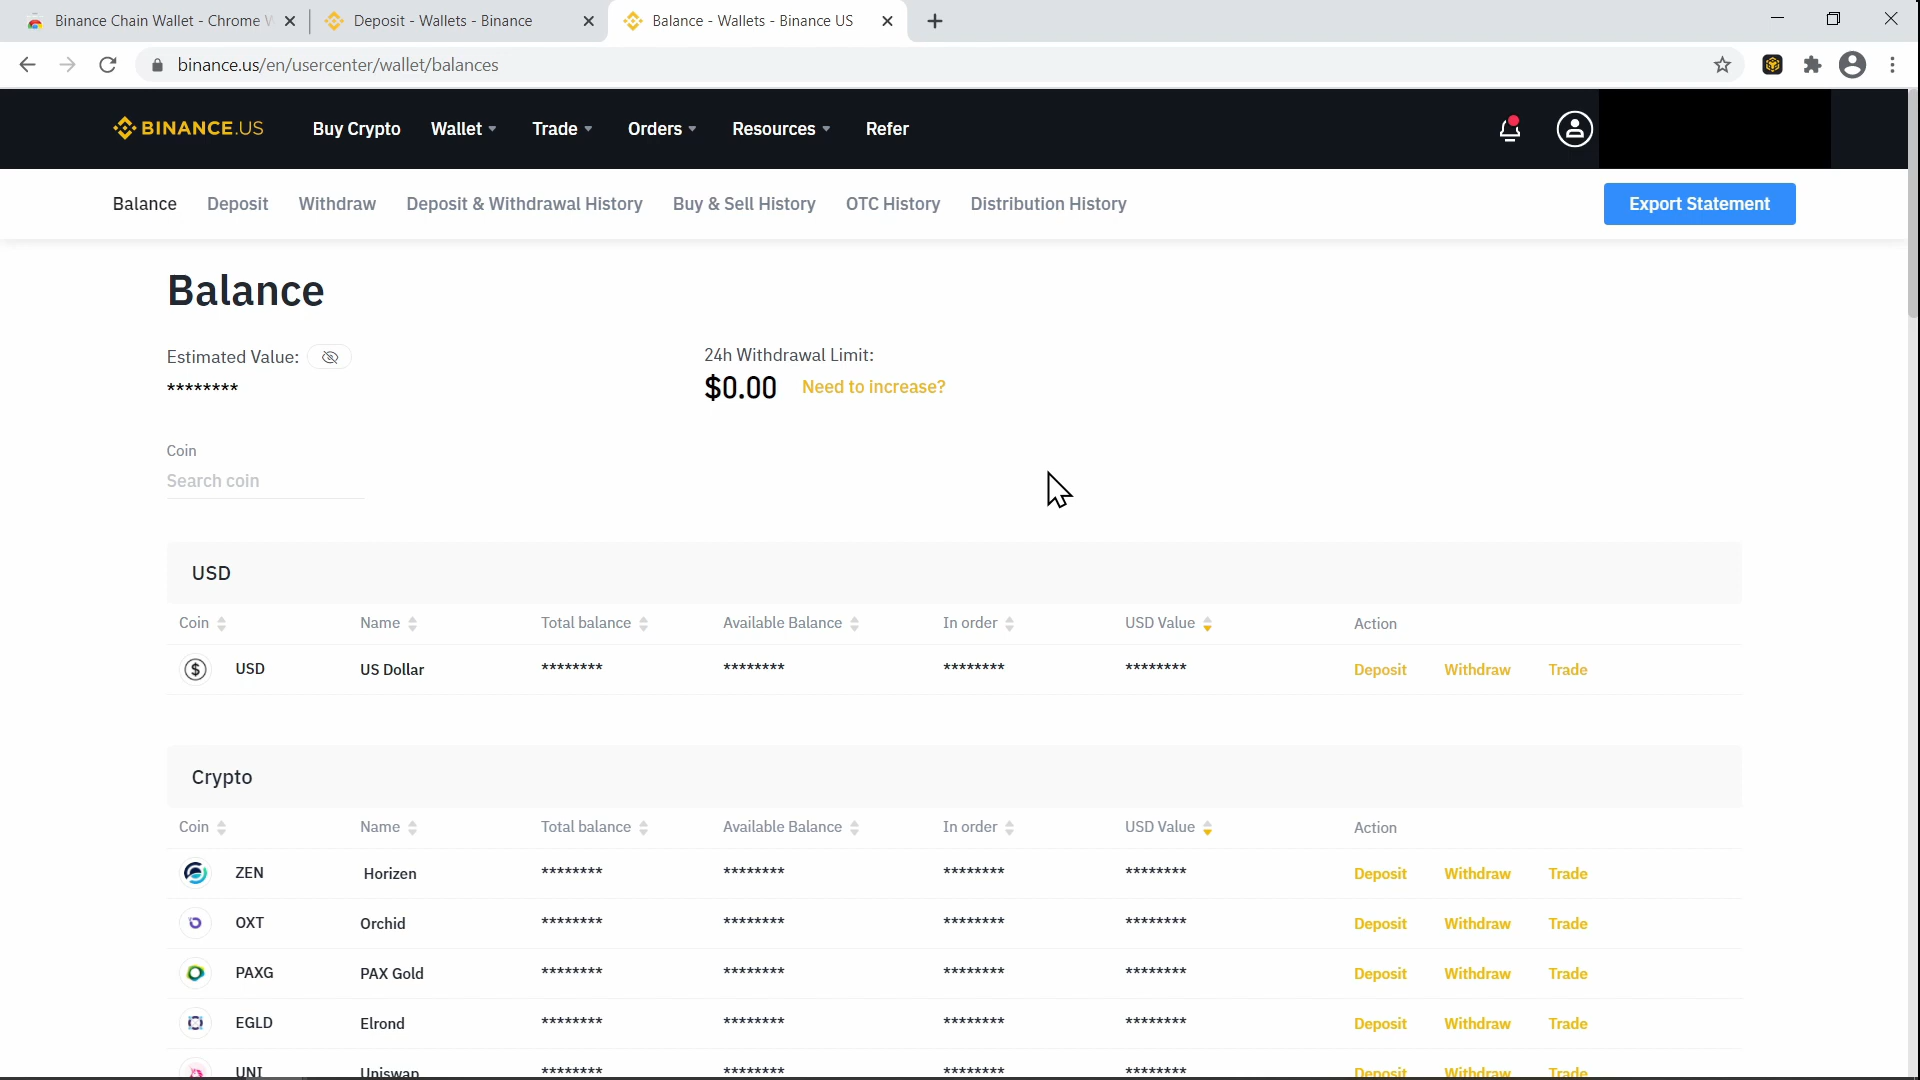 Binance Chain Wallet - Chrome W
Deposit - Wallets - Binance
Balance - Wallets - Binance US
binance.us/en/usercenter/wallet/balances
BINANCE.US Buy Crypto Wallet Trade Orders Resources Refer
Balance Deposit Withdraw Deposit & Withdrawal History Buy & Sell History OTC History Distribution History Export Statement
Balance
Estimated Value:
********
24h Withdrawal Limit:
$0.00 Need to increase?
Coin
Search coin
USD
Coin Name Total balance Available Balance In order USD Value Action
USD US Dollar ******** ******** ******** ******** Deposit Withdraw Trade
Crypto
Coin Name Total balance Available Balance In order USD Value Action
ZEN Horizen ******** ******** ******** ******** Deposit Withdraw Trade
OXT Orchid ******** ******** ******** ******** Deposit Withdraw Trade
PAXG PAX Gold ******** ******** ******** ******** Deposit Withdraw Trade
EGLD Elrond ******** ******** ******** ******** Deposit Withdraw Trade
UNI Uniswap ******** ******** ******** ******** Deposit Withdraw Trade